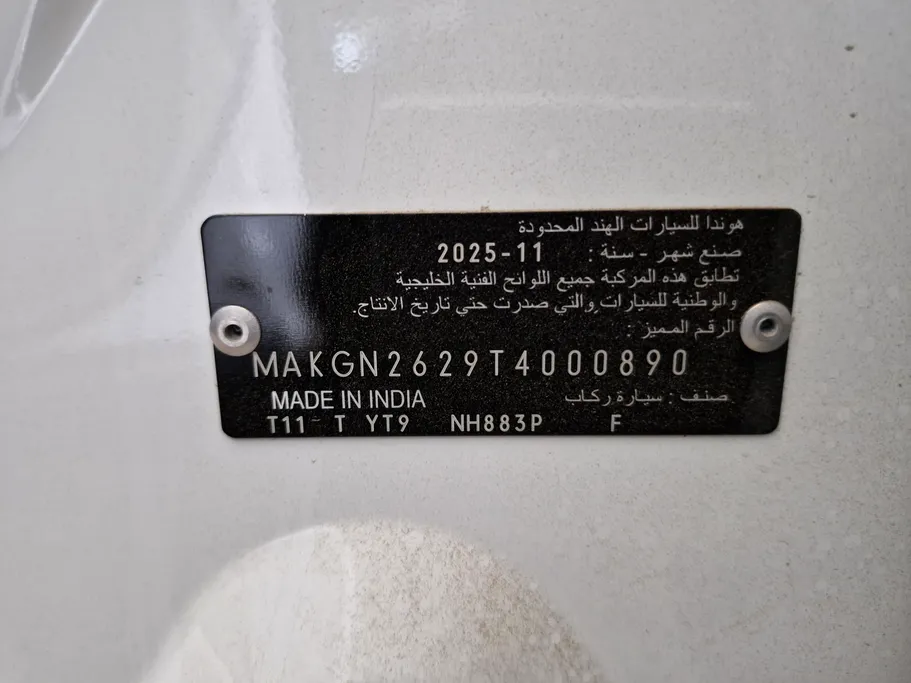 هوندا للسيارات الهند المحدودة
صنع شهر - سنة : 2025-11
تطابق هذه المركبة جميع اللوائح الفنية الخليجية
والوطنية للسيارات والتي صدرت حتي تاريخ الانتاج.
الرقم المميز :
MAKGN2629T4000890
MADE IN INDIA صنف : سيارة ركاب
T11- T YT9 NH883P F